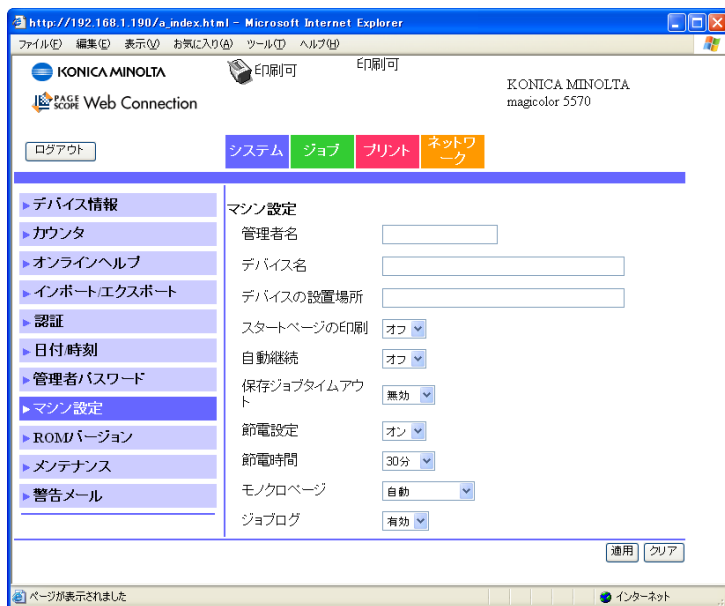 http://192.168.1.190/a_index.html - Microsoft Internet Explorer
ファイル(F) 編集(E) 表示(V) お気に入り(A) ツール(T) ヘルプ(H)
KONICA MINOLTA
印刷可
印刷可
KONICA MINOLTA
magicolor 5570
PAGE SCOPE Web Connection
ログアウト
システム
ジョブ
プリント
ネットワ
ーク
デバイス情報
カウンタ
オンラインヘルプ
インポート/エクスポート
認証
日付/時刻
管理者パスワード
マシン設定
ROMバージョン
メンテナンス
警告メール
マシン設定
管理者名
デバイス名
デバイスの設置場所
スタートページの印刷 オフ
自動継続 オフ
保存ジョブタイムアウ
ト 無効
節電設定 オン
節電時間 30分
モノクロページ 自動
ジョブログ 有効
適用 クリア
ページが表示されました
インターネット